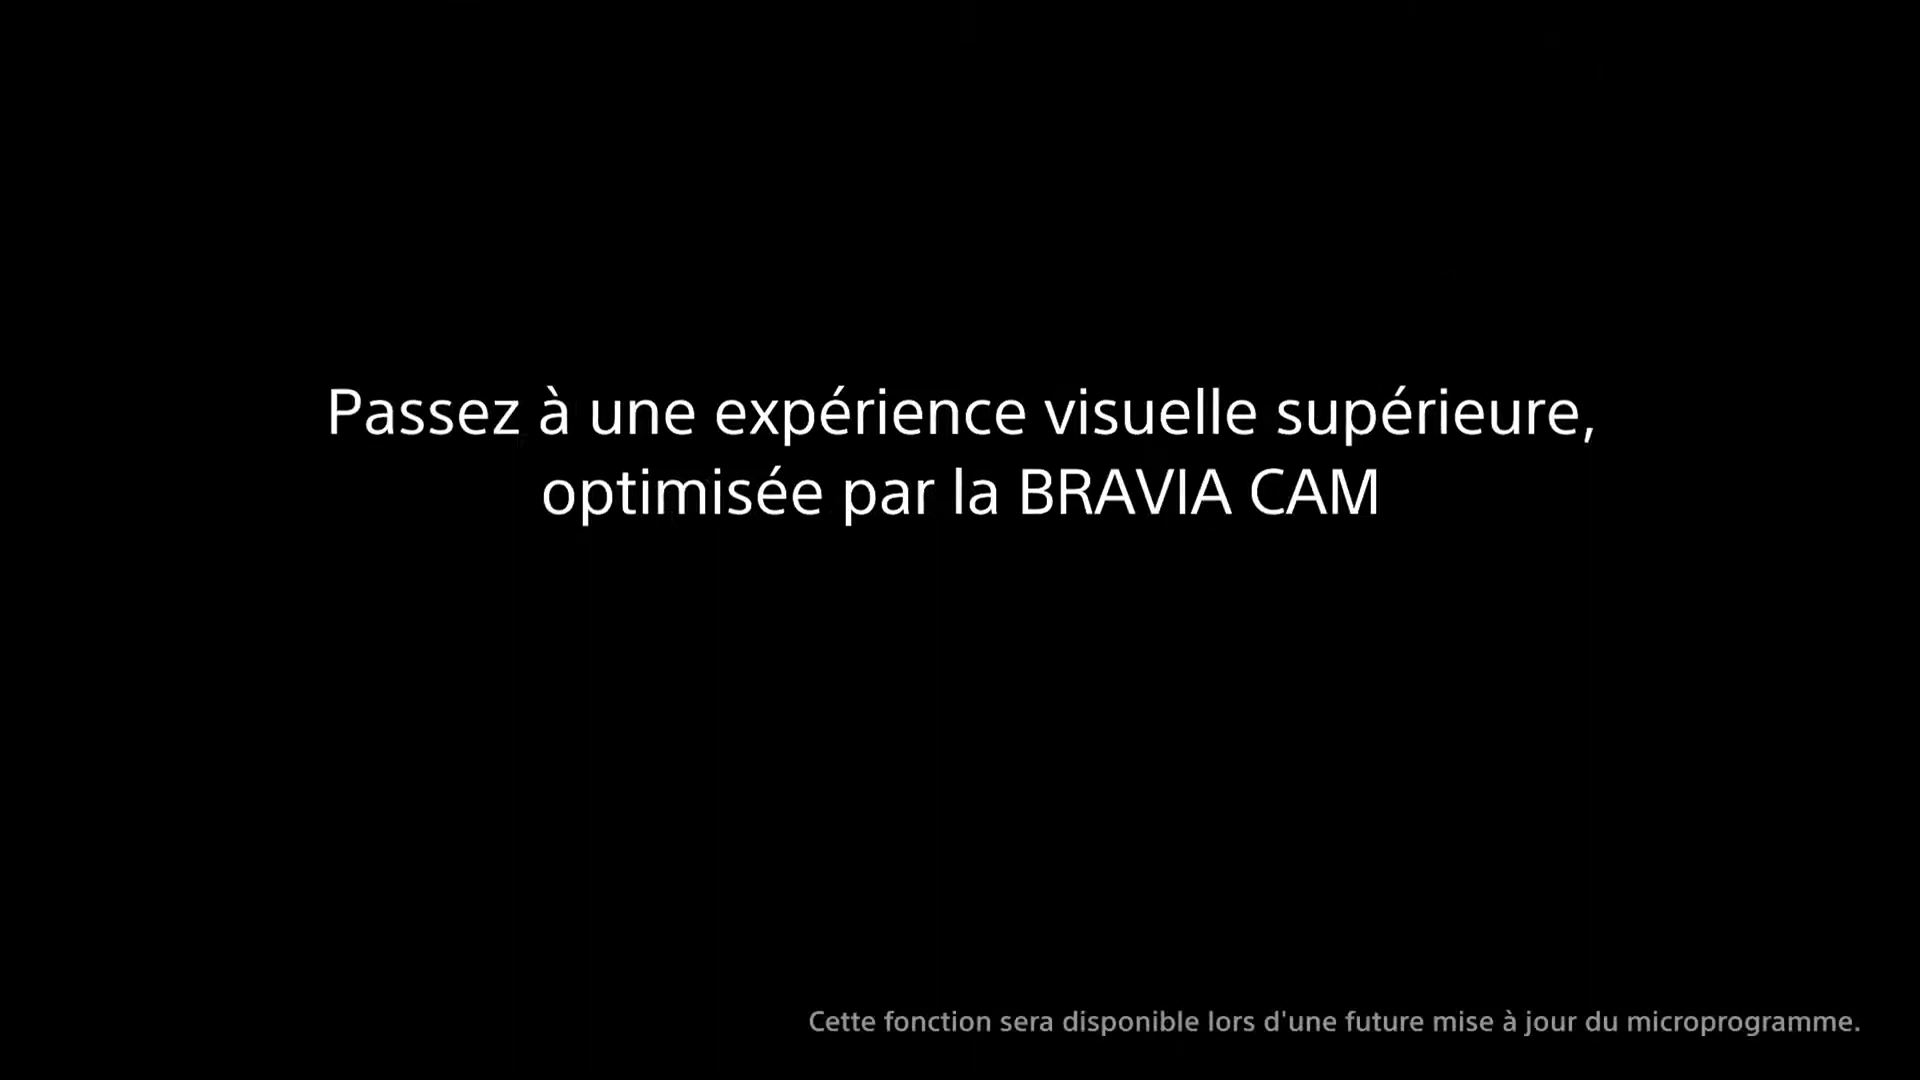 Passez à une expérience visuelle supérieure,
optimisée par la BRAVIA CAM
Cette fonction sera disponible lors d'une future mise à jour du microprogramme.